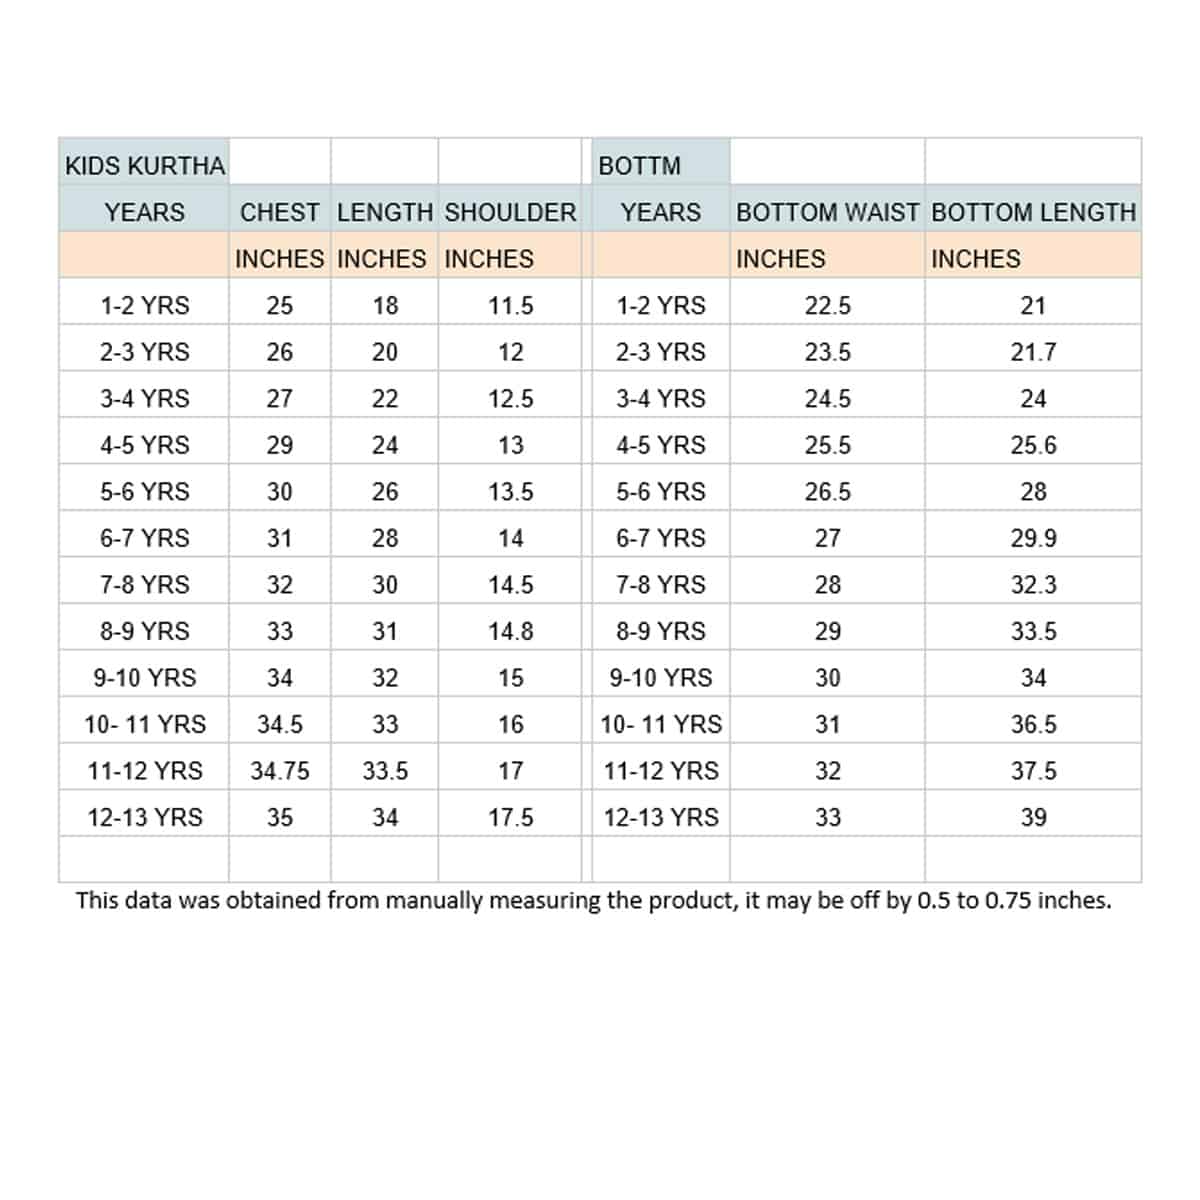 KIDS KURTHA BOTTM
YEARS CHEST LENGTH SHOULDER YEARS BOTTOM WAIST BOTTOM LENGTH
INCHES INCHES INCHES INCHES INCHES
1-2 YRS 25 18 11.5 1-2 YRS 22.5 21
2-3 YRS 26 20 12 2-3 YRS 23.5 21.7
3-4 YRS 27 22 12.5 3-4 YRS 24.5 24
4-5 YRS 29 24 13 4-5 YRS 25.5 25.6
5-6 YRS 30 26 13.5 5-6 YRS 26.5 28
6-7 YRS 31 28 14 6-7 YRS 27 29.9
7-8 YRS 32 30 14.5 7-8 YRS 28 32.3
8-9 YRS 33 31 14.8 8-9 YRS 29 33.5
9-10 YRS 34 32 15 9-10 YRS 30 34
10- 11 YRS 34.5 33 16 10- 11 YRS 31 36.5
11-12 YRS 34.75 33.5 17 11-12 YRS 32 37.5
12-13 YRS 35 34 17.5 12-13 YRS 33 39
This data was obtained from manually measuring the product, it may be off by 0.5 to 0.75 inches.